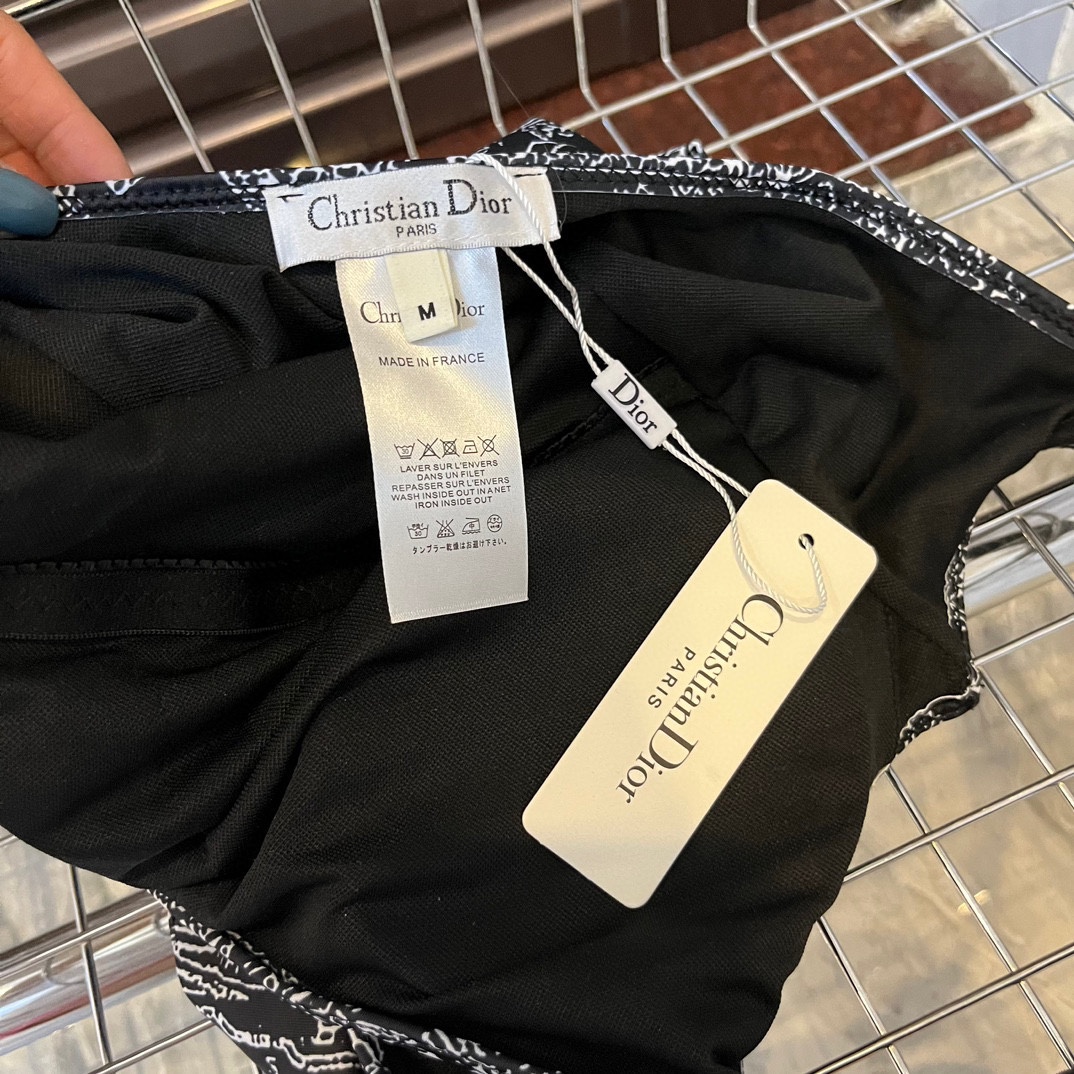 Christian Dior
PARIS
M
MADE IN FRANCE
30
LAVER SUR L'ENVERS
DANS UN FILET
REPASSER SUR L'ENVERS
WASH INSIDE OUT IN A NET
IRON INSIDE OUT
30
タンブラー乾燥はお避け下さい。
Dior
Christian Dior
PARIS